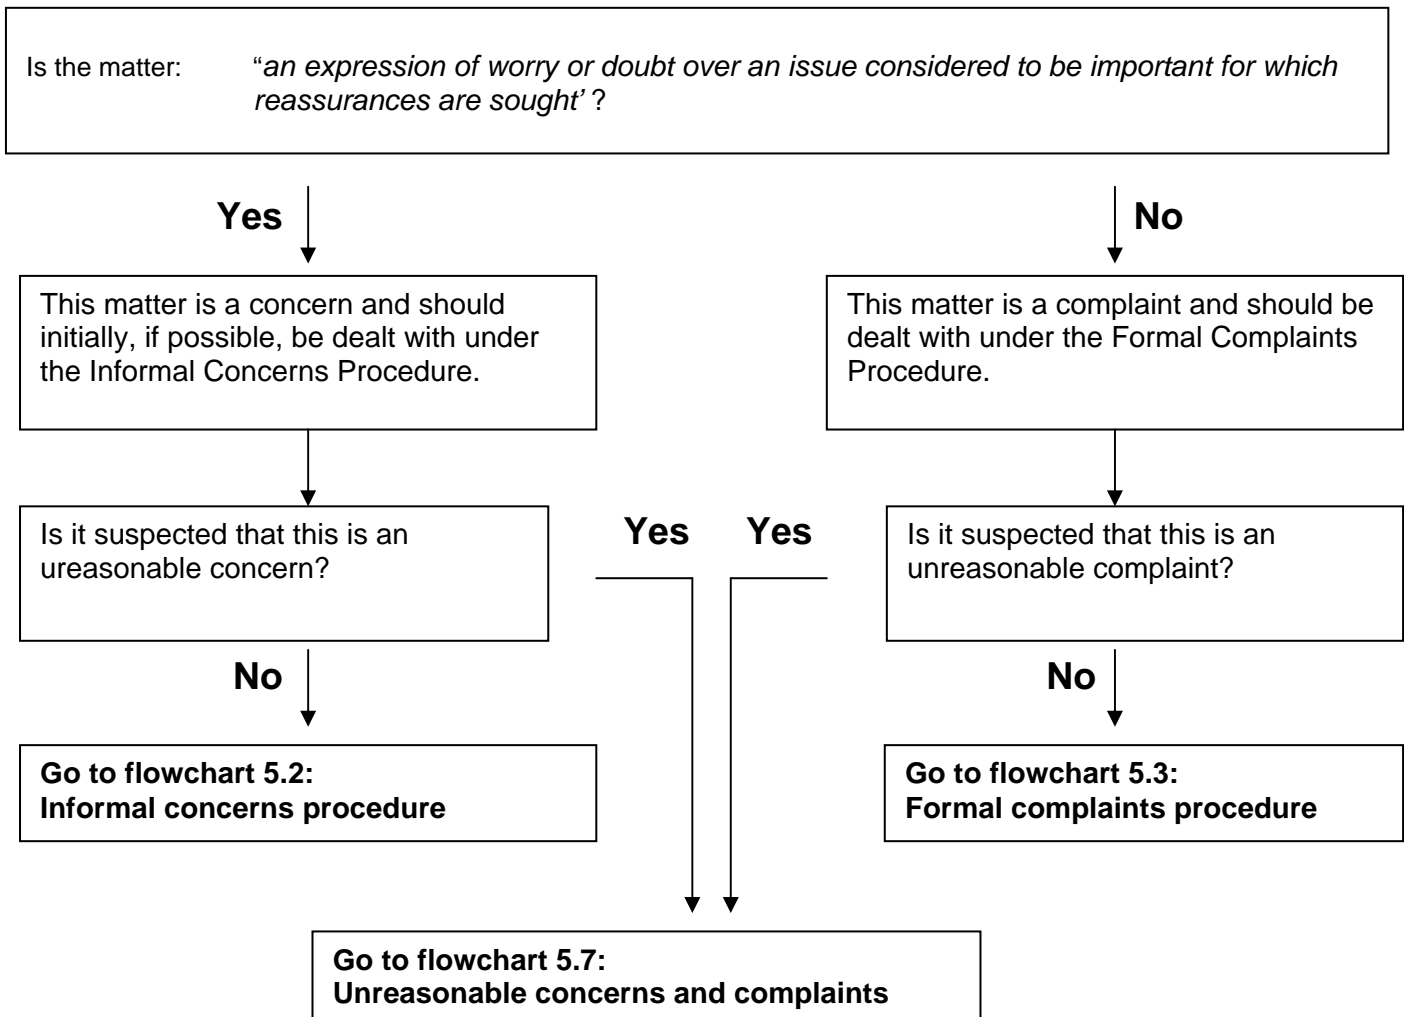 Is the matter: “an expression of worry or doubt over an issue considered to be important for which
reassurances are sought’ ?
Yes
No
This matter is a concern and should
initially, if possible, be dealt with under
the Informal Concerns Procedure.
This matter is a complaint and should be
dealt with under the Formal Complaints
Procedure.
Is it suspected that this is an
ureasonable concern?
Yes
Yes
Is it suspected that this is an
unreasonable complaint?
No
No
Go to flowchart 5.2:
Informal concerns procedure
Go to flowchart 5.3:
Formal complaints procedure
Go to flowchart 5.7:
Unreasonable concerns and complaints